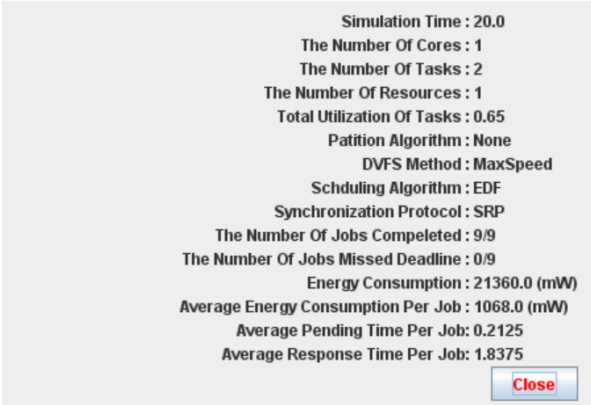 Simulation Time : 20.0
The Number Of Cores : 1
The Number Of Tasks : 2
The Number Of Resources : 1
Total Utilization Of Tasks : 0.65
Patition Algorithm : None
DVFS Method : MaxSpeed
Schduling Algorithm : EDF
Synchronization Protocol : SRP
The Number Of Jobs Compeleted : 9/9
The Number Of Jobs Missed Deadline : 0/9
Energy Consumption : 21360.0 (mW)
Average Energy Consumption Per Job : 1068.0 (mW)
Average Pending Time Per Job: 0.2125
Average Response Time Per Job: 1.8375
Close